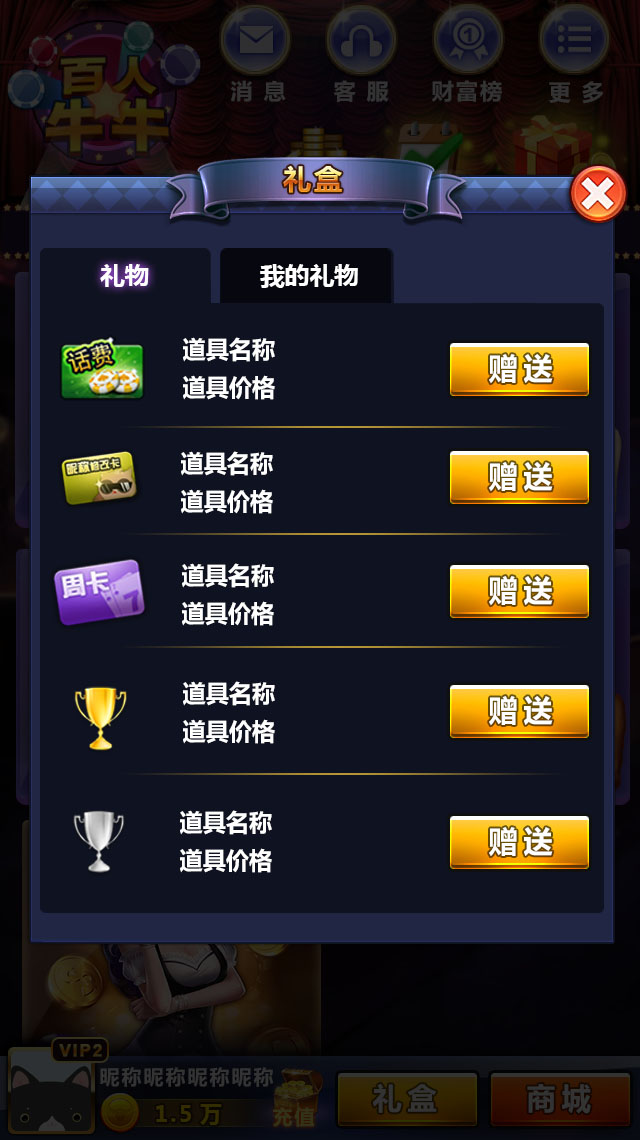 百人
牛牛
消息
客服
财富榜
更多
礼盒
礼物
我的礼物
话费
道具名称
道具价格
赠送
昵称修改卡
道具名称
道具价格
赠送
周卡
7
道具名称
道具价格
赠送
道具名称
道具价格
赠送
道具名称
道具价格
赠送
VIP2
昵称昵称昵称昵称
1.5万
充值
礼盒
商城